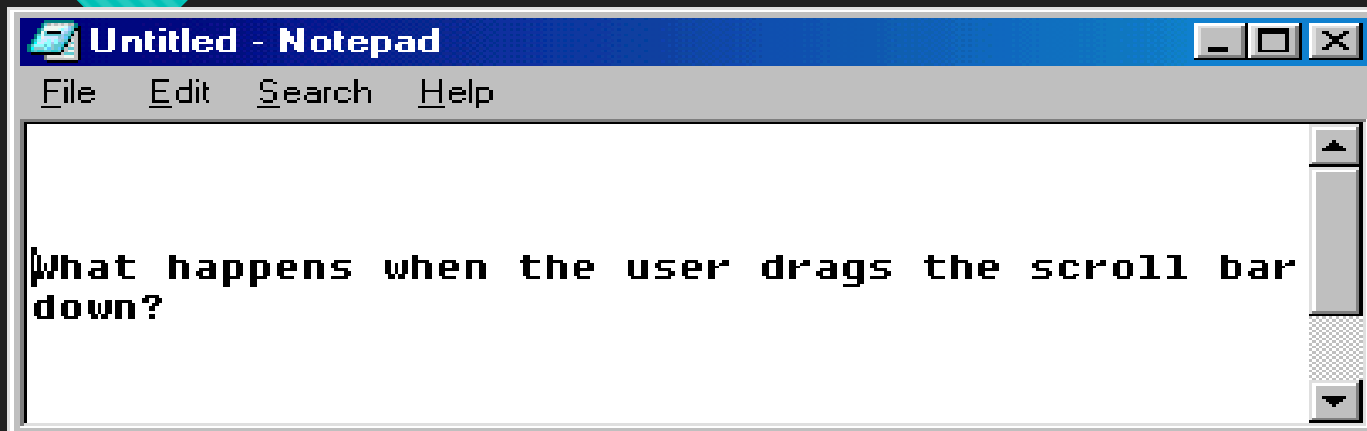 Untitled - Notepad
File Edit Search Help
What happens when the user drags the scroll bar
down?